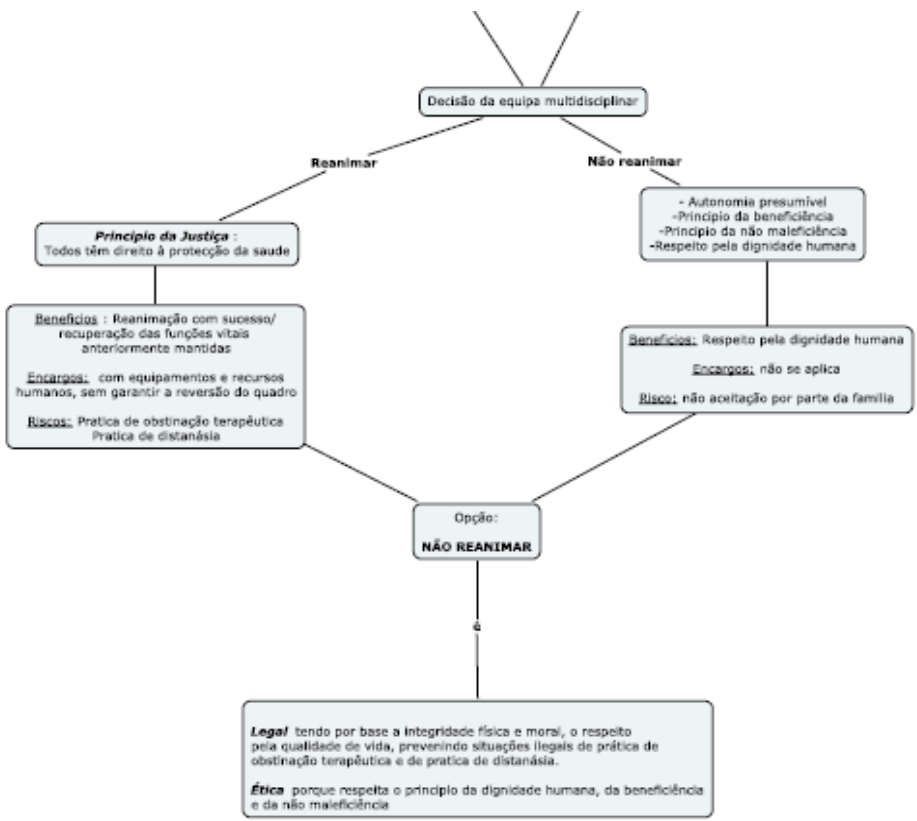 Decisão da equipa multidisciplinar
Reanimar
Não reanimar
Principio da Justiça :
Todos têm direito à protecção da saude
- Autonomia presumível
-Principio da beneficiência
-Principio da não maleficiência
-Respeito pela dignidade humana
Beneficios : Reanimação com sucesso/
recuperação das funções vitais
anteriormente mantidas
Encargos: com equipamentos e recursos
humanos, sem garantir a reversão do quadro
Riscos: Pratica de obstinação terapêutica
Pratica de distanásia
Beneficios: Respeito pela dignidade humana
Encargos: não se aplica
Risco: não aceitação por parte da familia
Opção:
NÃO REANIMAR
é
Legal tendo por base a integridade física e moral, o respeito
pela qualidade de vida, prevenindo situações ilegais de prática de
obstinação terapêutica e de pratica de distanásia.
Ética porque respeita o principio da dignidade humana, da beneficiência
e da não maleficiência